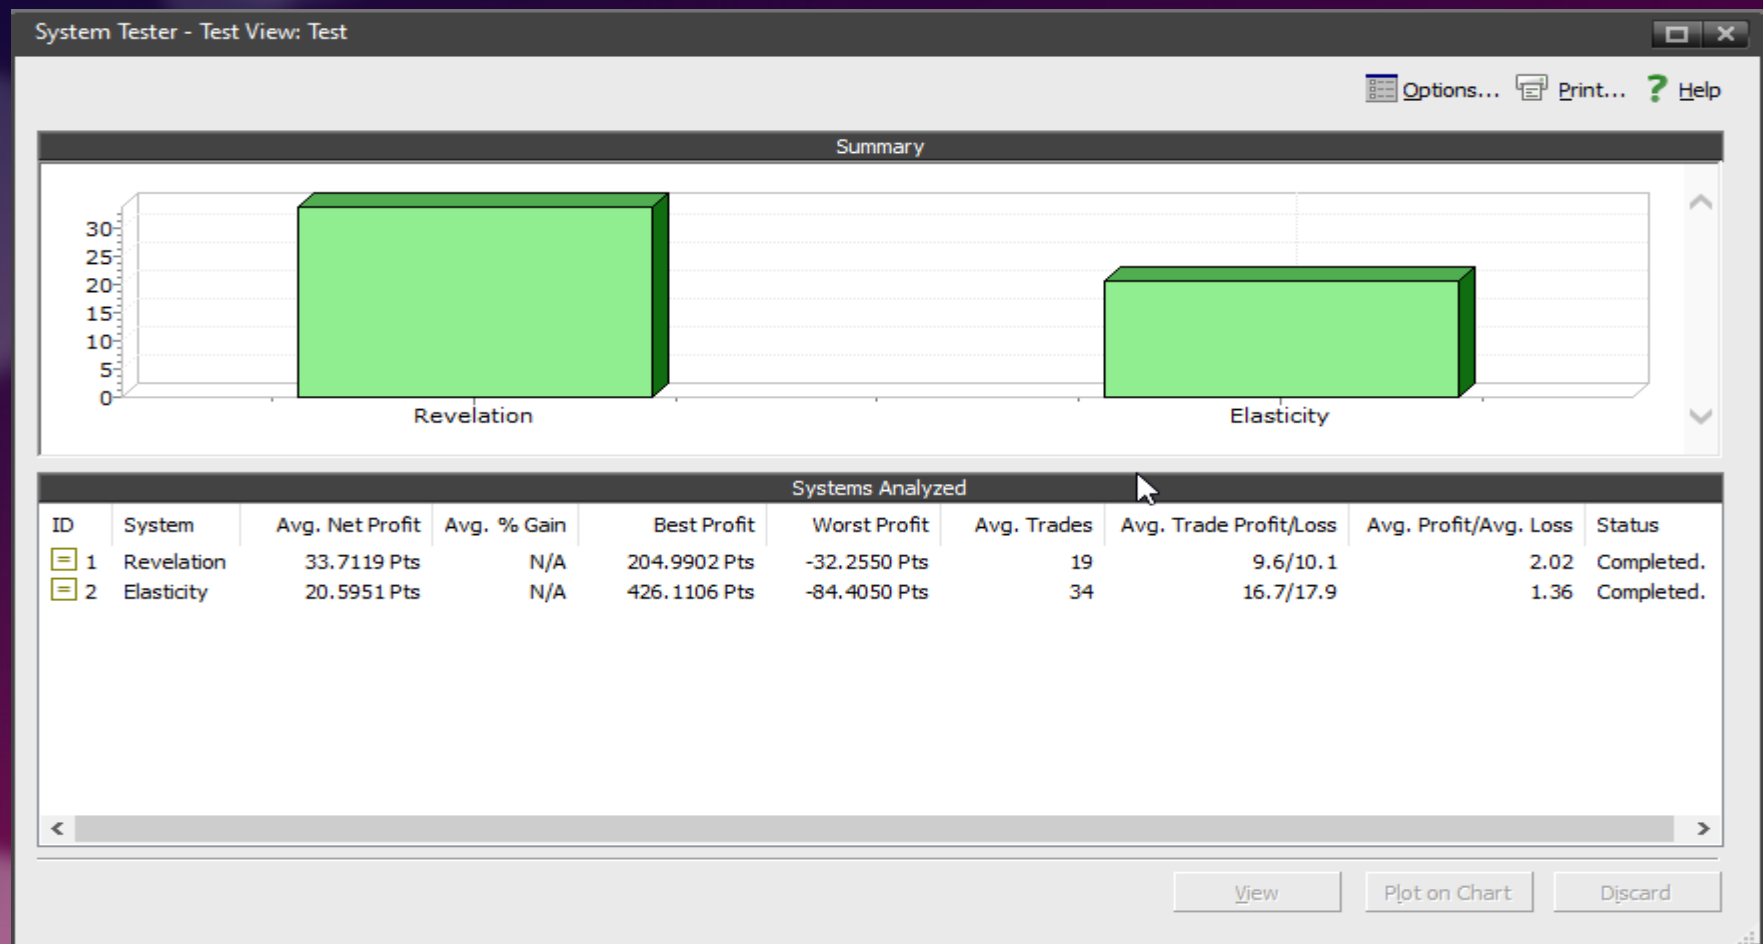 System Tester - Test View: Test
Options... Print... ? Help
Summary
30
25
20
15
10
5
0
Revelation Elasticity
Systems Analyzed
ID System Avg. Net Profit Avg. % Gain Best Profit Worst Profit Avg. Trades Avg. Trade Profit/Loss Avg. Profit/Avg. Loss Status
1 Revelation 33.7119 Pts N/A 204.9902 Pts -32.2550 Pts 19 9.6/10.1 2.02 Completed.
2 Elasticity 20.5951 Pts N/A 426.1106 Pts -84.4050 Pts 34 16.7/17.9 1.36 Completed.
View Plot on Chart Discard